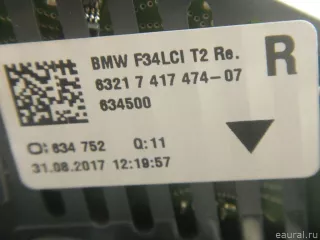 BMW F34LCI T2 Re. R
6321 7 417 474-07
634500
O: 634 752 Q: 11
31.08.2017 12:19:57
© eaural.ru